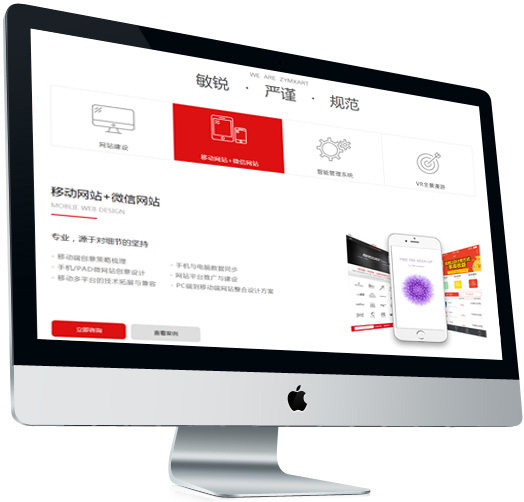 WE ARE ZYMXART
敏锐 · 严谨 · 规范
网站建设
移动网站+微信网站
智能管理系统
VR全景漫游
移动网站+微信网站
MOBLIE WEB DESIGN
专业，源于对细节的坚持
· 移动端创意策略梳理
· 手机/PAD微网站创意设计
· 移动多平台的技术拓展与兼容
· 手机与电脑数据同步
· 网站平台推广与建设
· PC端到移动端网站整合设计方案
立即咨询
查看案例